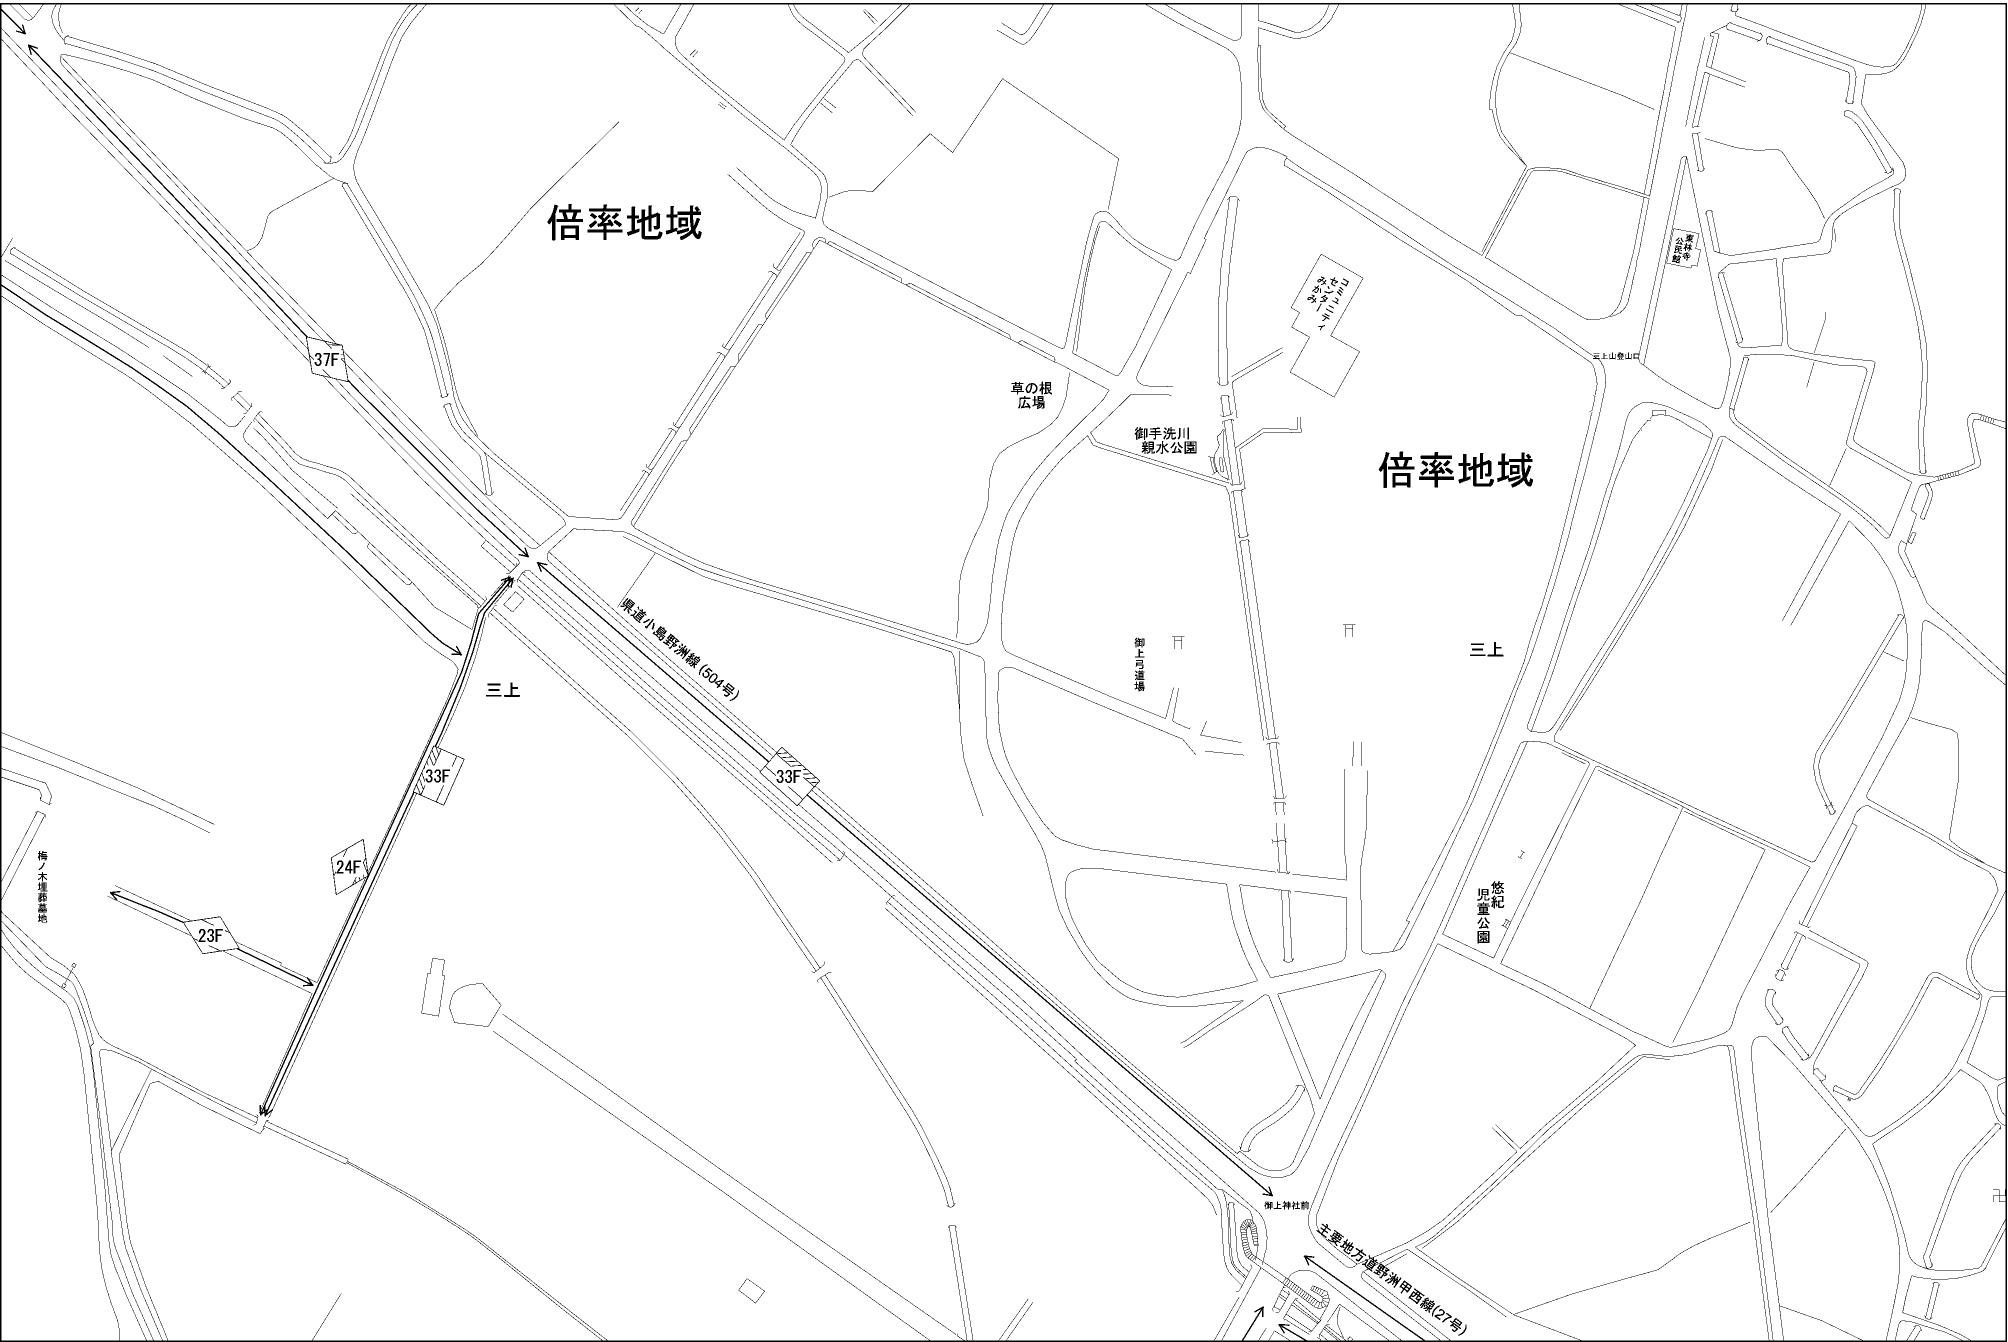 倍率地域
東林寺
公民館
コミュニティ
センター
みかみ
37F
三上山登山口
草の根
広場
御手洗川
親水公園
倍率地域
県道小島野洲線(504号)
御上弓道場
三上
三上
33F
33F
24F
梅ノ木埋葬墓地
悠紀
児童公園
23F
御上神社前
主要地方道野洲甲西線(27号)